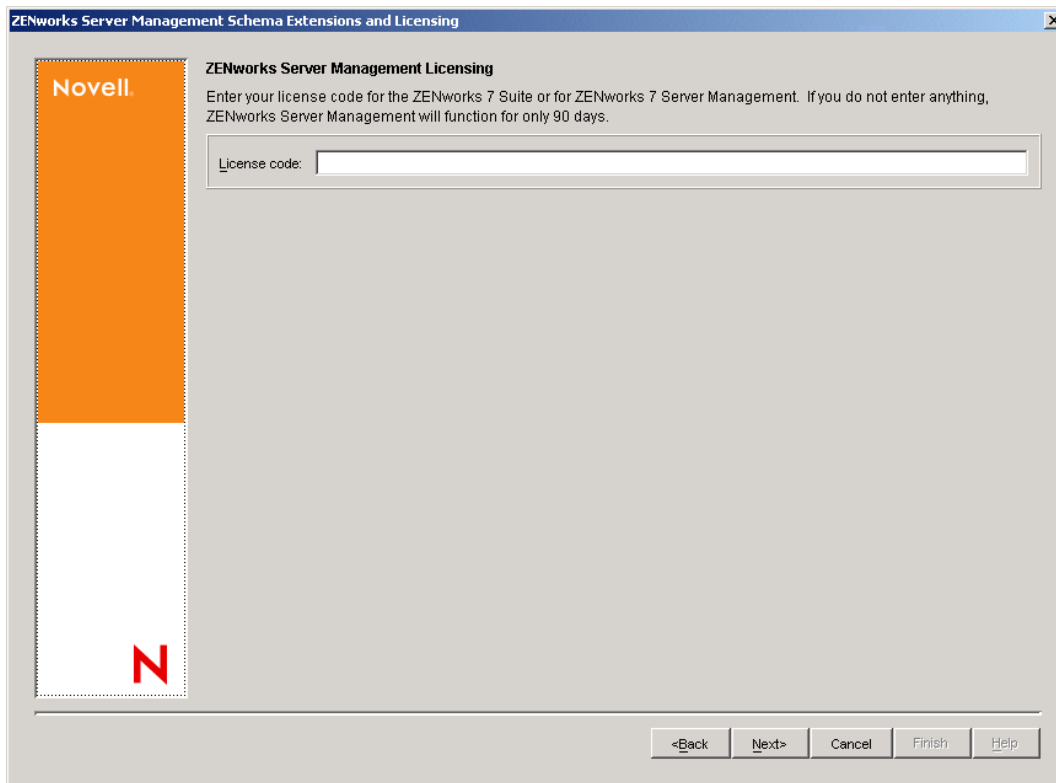 ZENworks Server Management Schema Extensions and Licensing
Novell.
ZENworks Server Management Licensing
Enter your license code for the ZENworks 7 Suite or for ZENworks 7 Server Management. If you do not enter anything,
ZENworks Server Management will function for only 90 days.
License code:
N
<Back
Next>
Cancel
Finish
Help